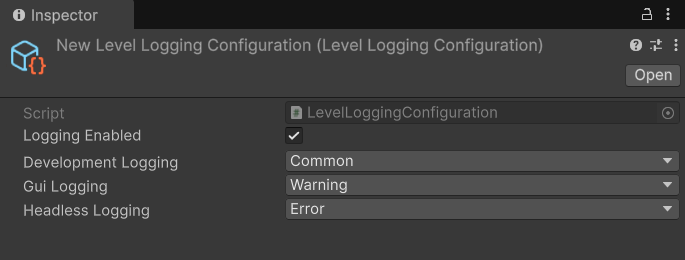 Inspector
New Level Logging Configuration (Level Logging Configuration)
Open
Script # LevelLoggingConfiguration
Logging Enabled
Development Logging Common
Gui Logging Warning
Headless Logging Error